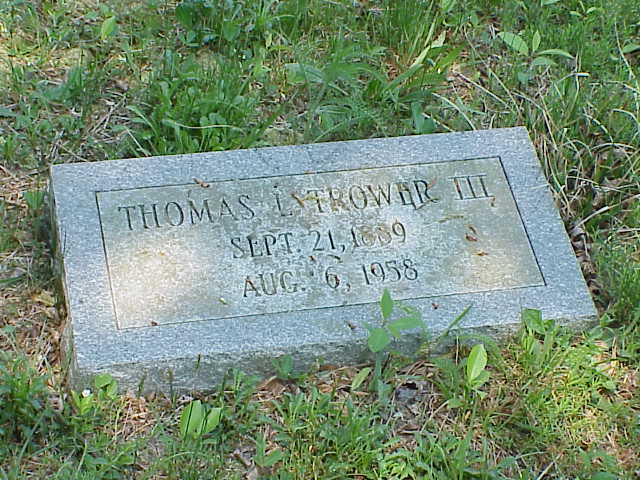 THOMAS L. TROWER III
SEPT. 21, 1889
AUG. 6, 1958